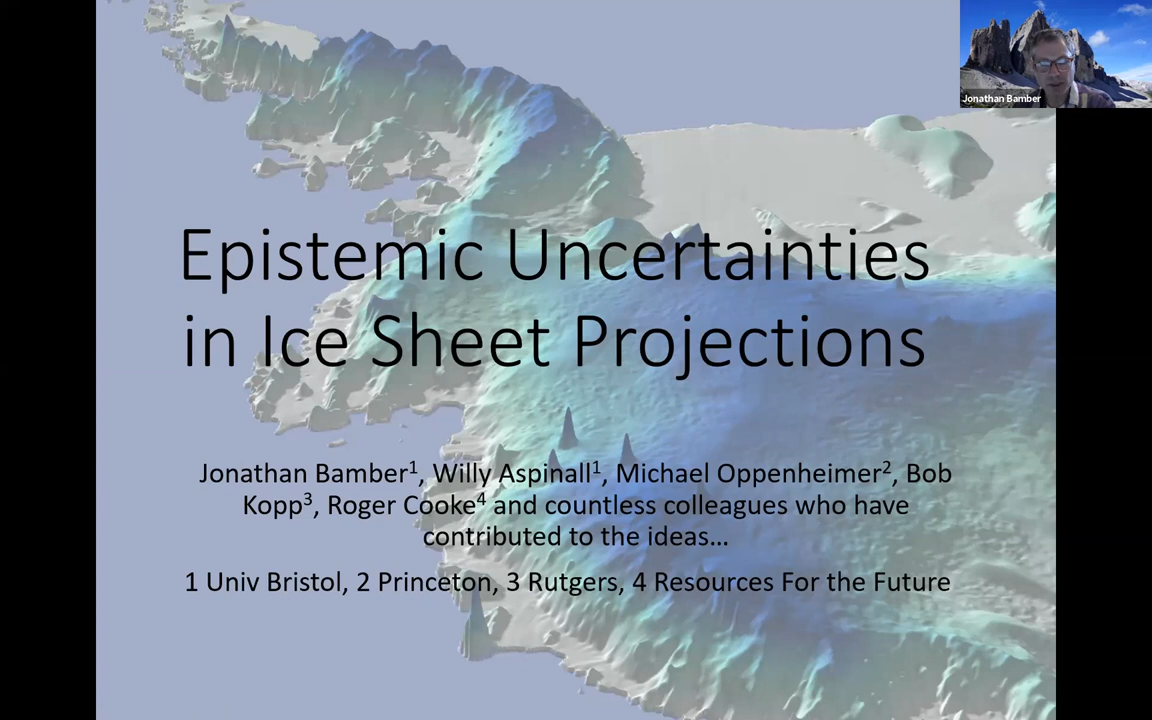 Jonathan Bamber
Epistemic Uncertainties
in Ice Sheet Projections
Jonathan Bamber¹, Willy Aspinall¹, Michael Oppenheimer², Bob
Kopp³, Roger Cooke⁴ and countless colleagues who have
contributed to the ideas…
1 Univ Bristol, 2 Princeton, 3 Rutgers, 4 Resources For the Future